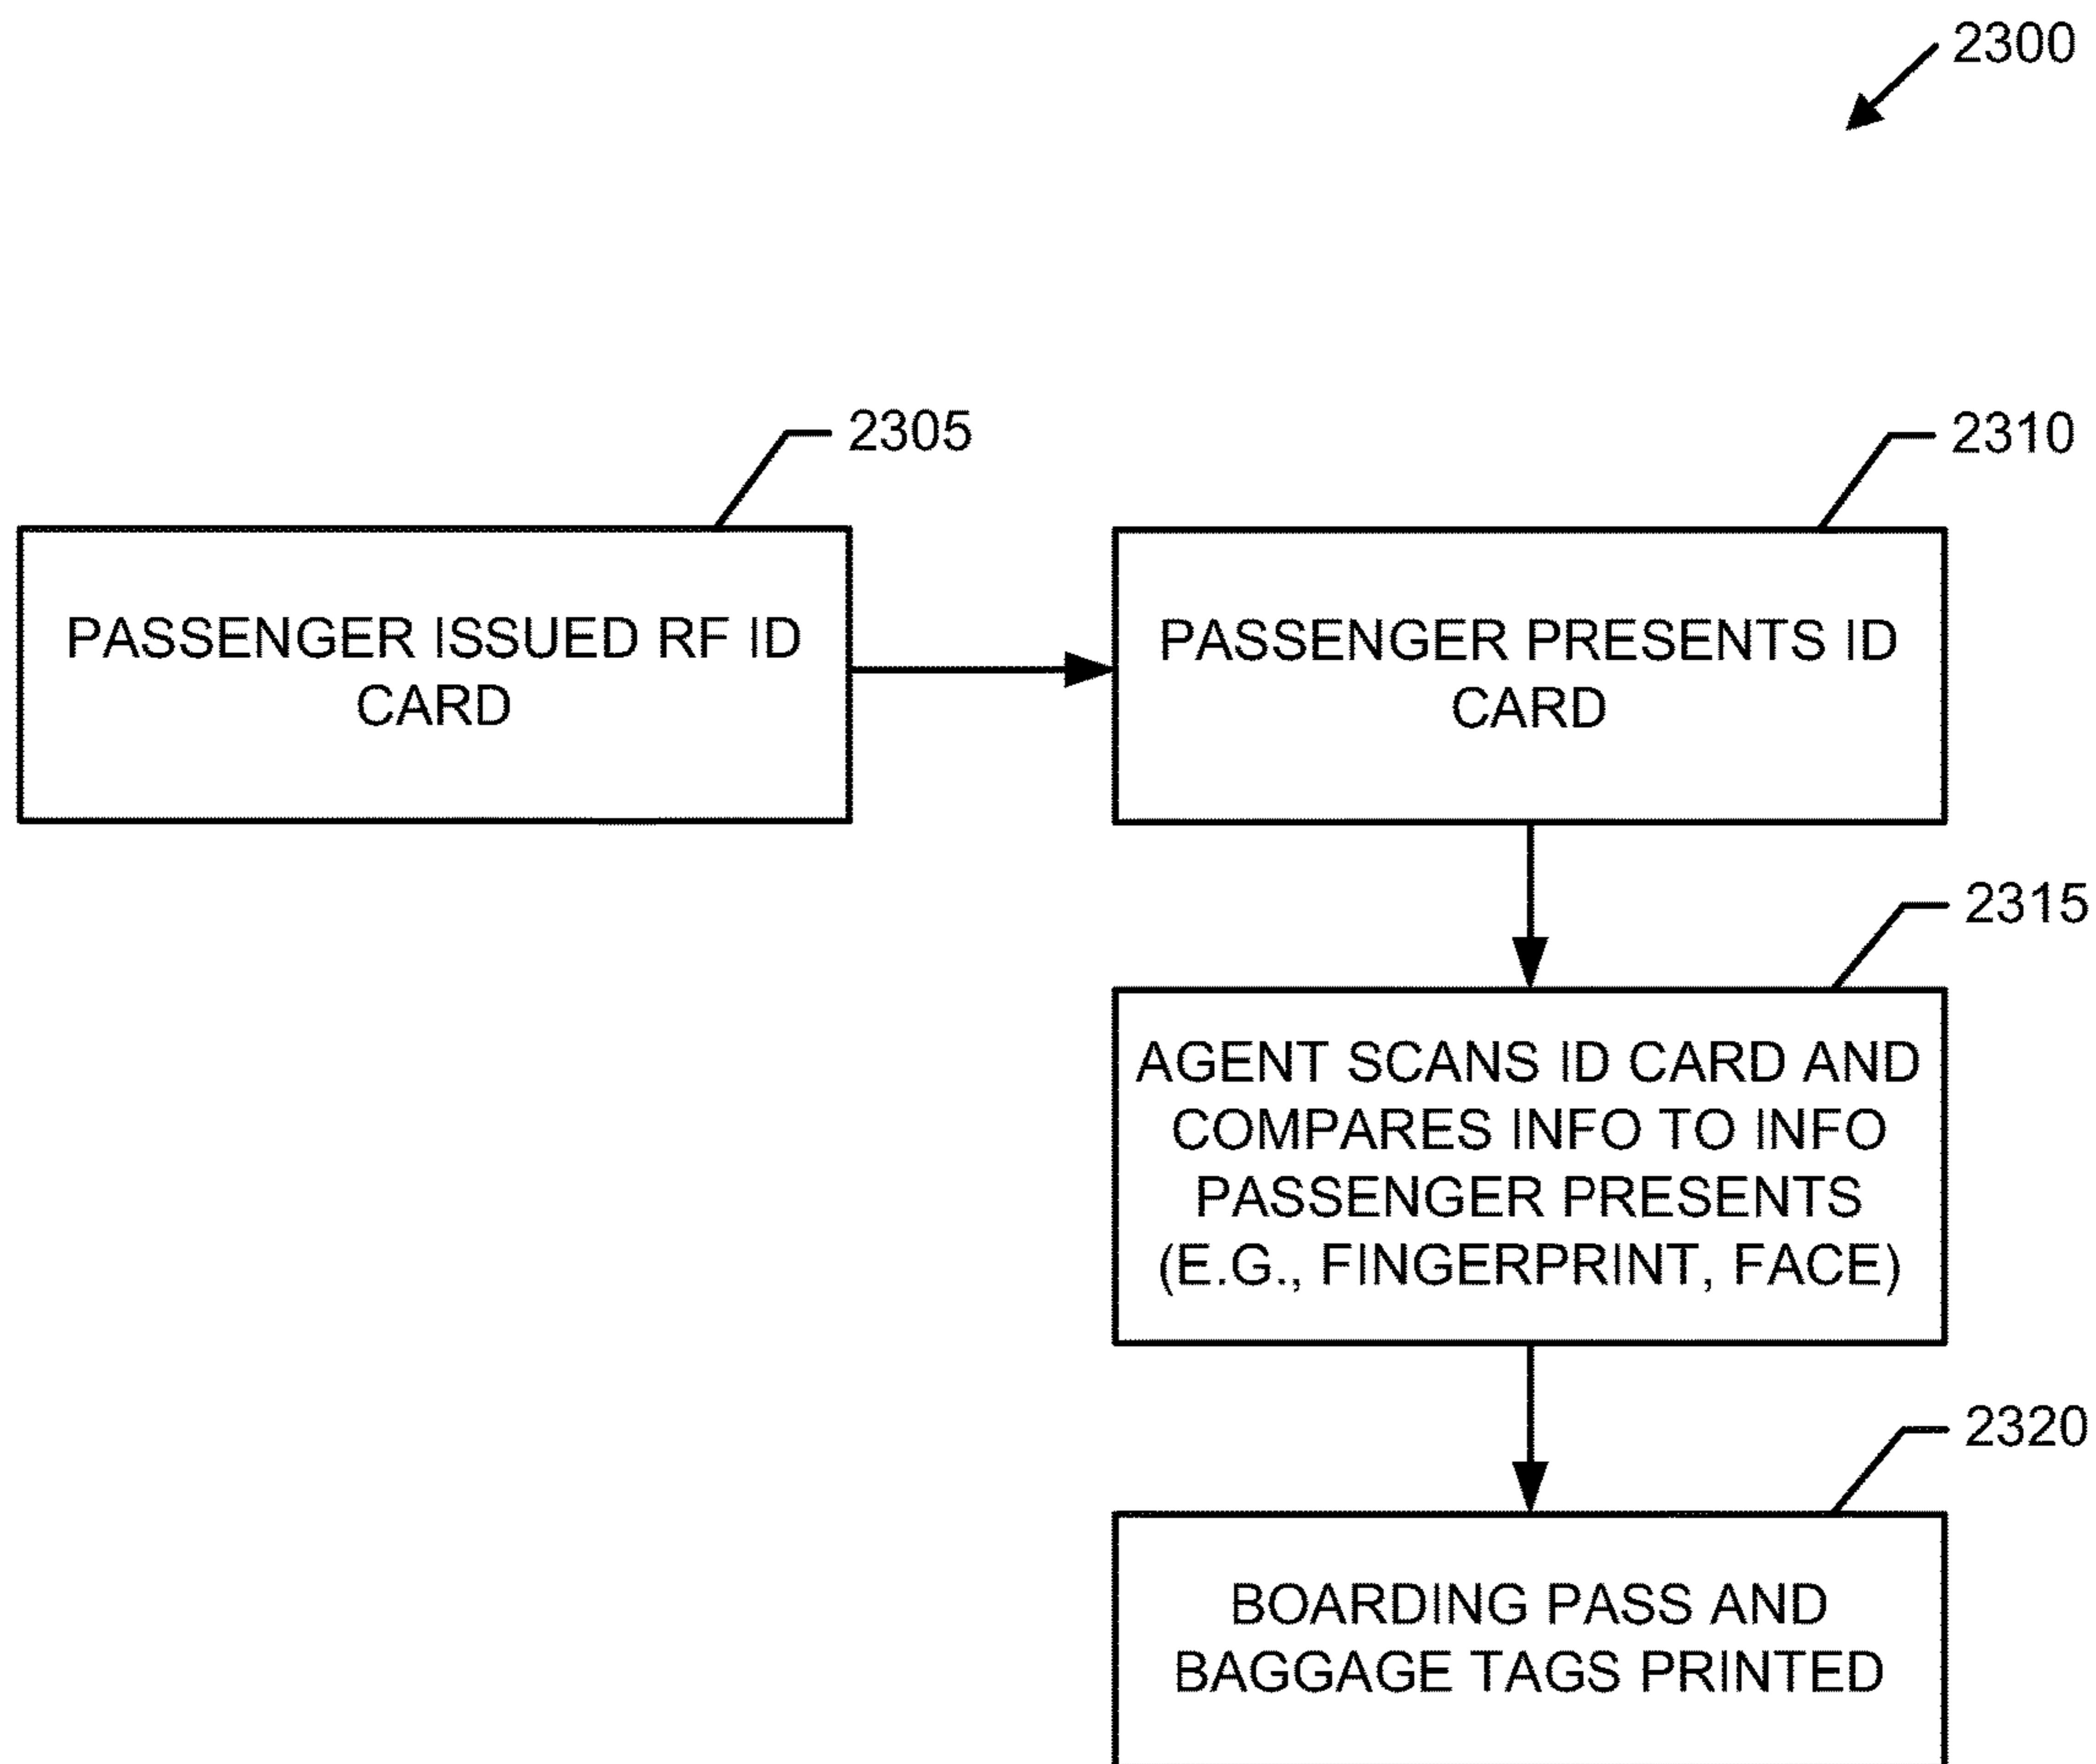 2300
2305
2310
PASSENGER ISSUED RF ID
CARD
PASSENGER PRESENTS ID
CARD
2315
AGENT SCANS ID CARD AND
COMPARES INFO TO INFO
PASSENGER PRESENTS
(E.G., FINGERPRINT, FACE)
2320
BOARDING PASS AND
BAGGAGE TAGS PRINTED